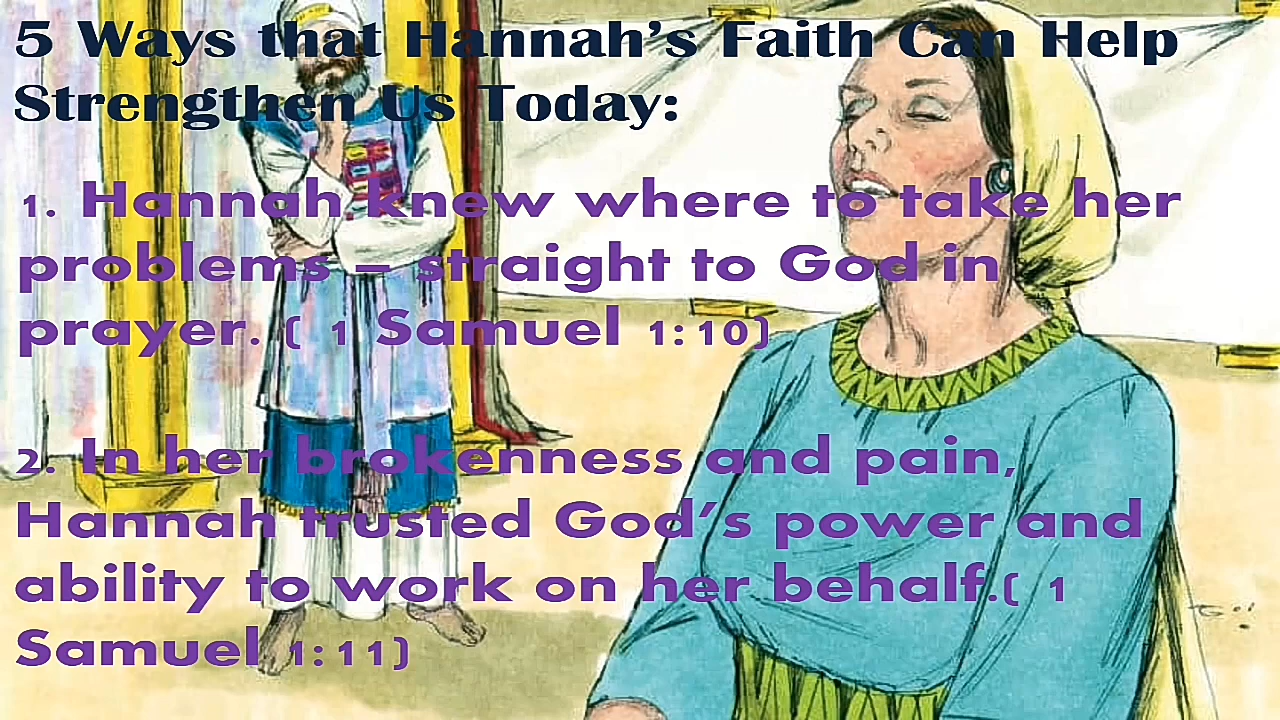 5 Ways that Hannah’s Faith Can Help
Strengthen Us Today:
1. Hannah knew where to take her
problems – straight to God in
prayer. ( 1 Samuel 1:10)
2. In her brokenness and pain,
Hannah trusted God’s power and
ability to work on her behalf.( 1
Samuel 1:11)